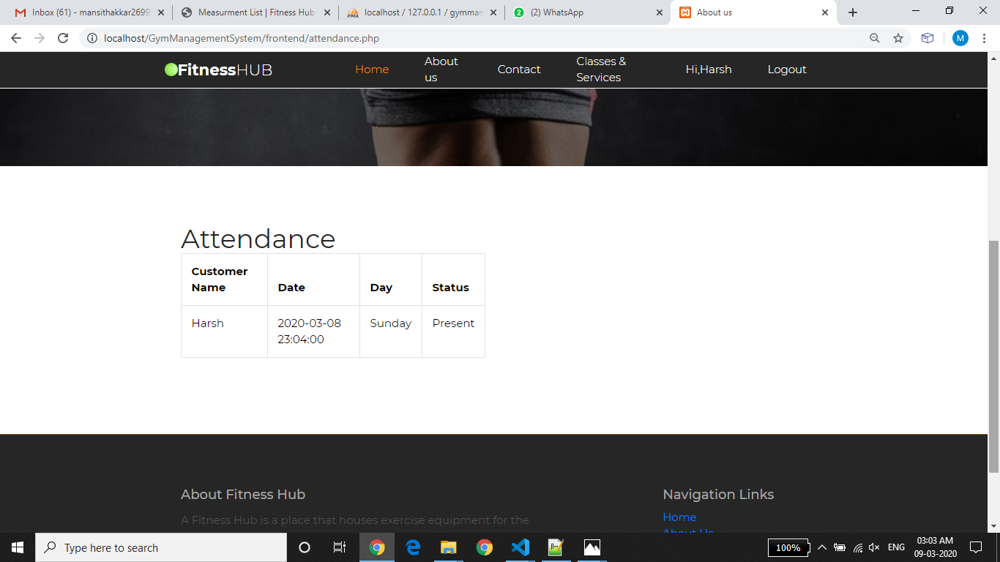 Inbox (61) - mansithakkar2699
Measurment List | Fitness Hub
localhost / 127.0.0.1 / gymman
(2) WhatsApp
About us
localhost/GymManagementSystem/frontend/attendance.php
M
FitnessHUB
Home
About us
Contact
Classes & Services
Hi,Harsh
Logout
Attendance
Customer Name
Date
Day
Status
Harsh
2020-03-08 23:04:00
Sunday
Present
About Fitness Hub
A Fitness Hub is a place that houses exercise equipment for the
Navigation Links
Home
About Us
Type here to search
100%
ENG
03:03 AM
09-03-2020